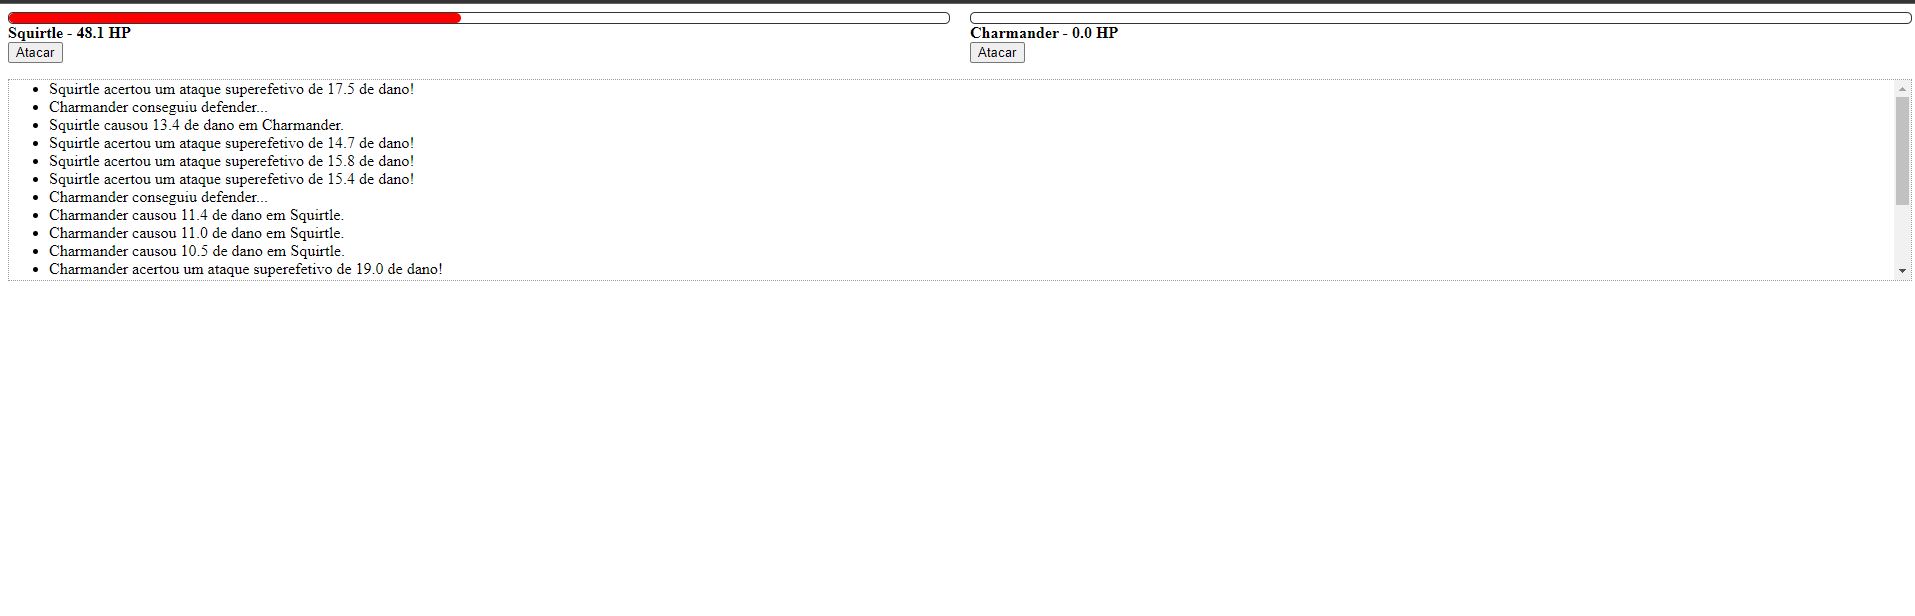 Squirtle - 48.1 HP
Atacar
Charmander - 0.0 HP
Atacar
Squirtle acertou um ataque superefetivo de 17.5 de dano!
Charmander conseguiu defender...
Squirtle causou 13.4 de dano em Charmander.
Squirtle acertou um ataque superefetivo de 14.7 de dano!
Squirtle acertou um ataque superefetivo de 15.8 de dano!
Squirtle acertou um ataque superefetivo de 15.4 de dano!
Charmander conseguiu defender...
Charmander causou 11.4 de dano em Squirtle.
Charmander causou 11.0 de dano em Squirtle.
Charmander causou 10.5 de dano em Squirtle.
Charmander acertou um ataque superefetivo de 19.0 de dano!